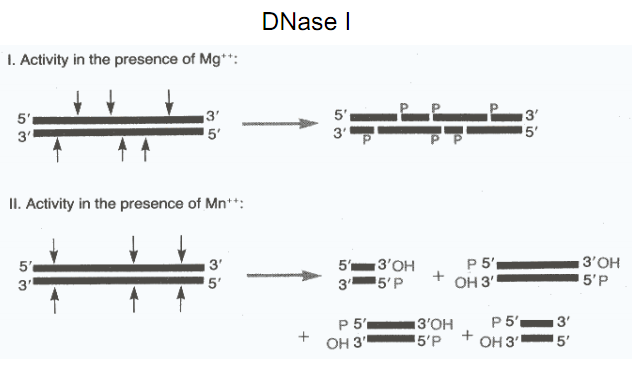 DNase I
I. Activity in the presence of Mg⁺⁺:
5' 3'
3' 5'
5' P P P 3'
3' P P P 5'
II. Activity in the presence of Mn⁺⁺:
5' 3'
3' 5'
5' 3'OH + P 5' 3'OH
3' 5'P OH 3' 5'P
+ P 5' 3'OH + P 5' 3'
OH 3' 5'P OH 3' 5'